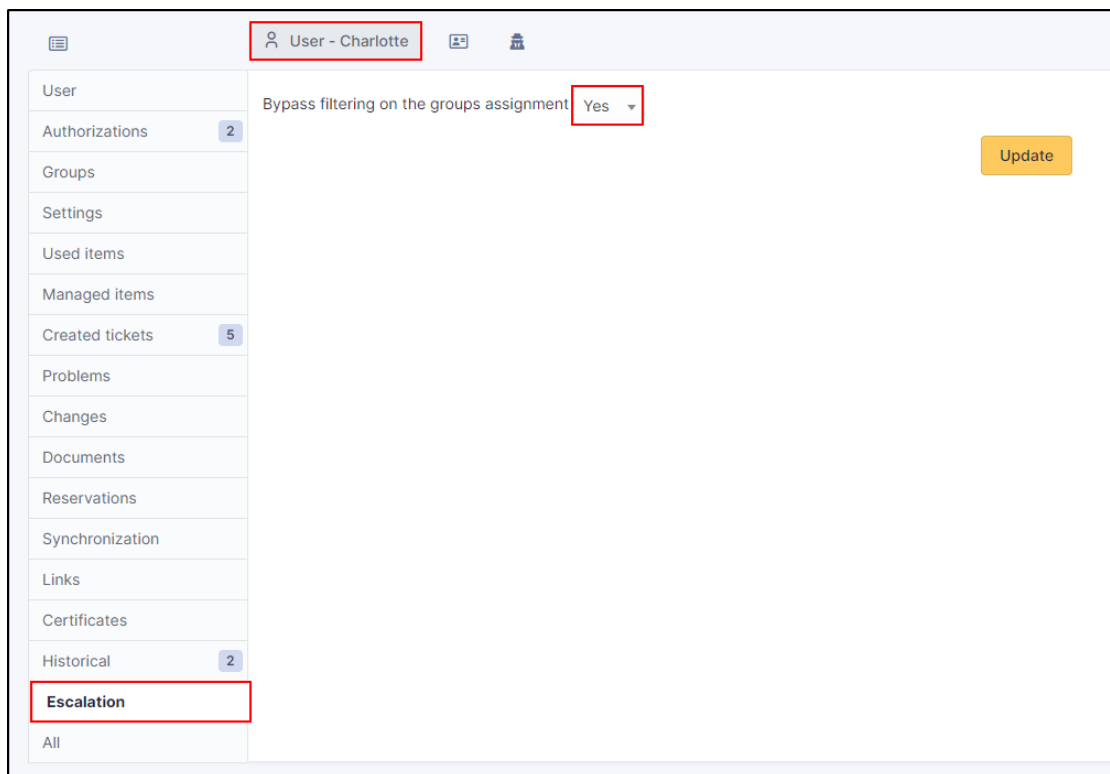 User - Charlotte
User
Authorizations 2
Groups
Settings
Used items
Managed items
Created tickets 5
Problems
Changes
Documents
Reservations
Synchronization
Links
Certificates
Historical 2
Escalation
All
Bypass filtering on the groups assignment Yes
Update